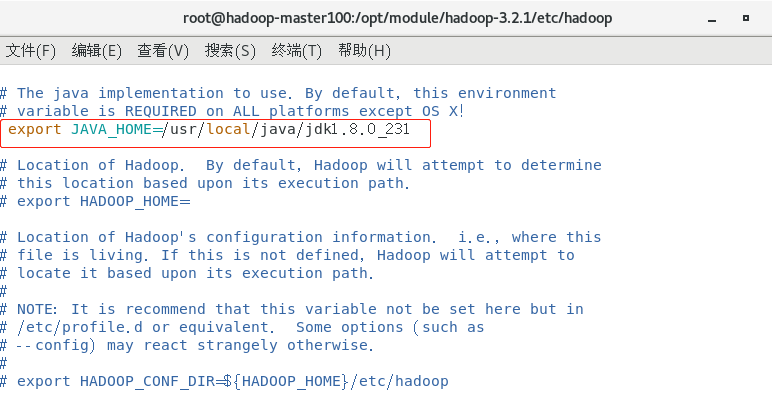 root@hadoop-master100:/opt/module/hadoop-3.2.1/etc/hadoop
文件(F) 编辑(E) 查看(V) 搜索(S) 终端(T) 帮助(H)
# The java implementation to use. By default, this environment
# variable is REQUIRED on ALL platforms except OS X!
export JAVA_HOME=/usr/local/java/jdk1.8.0_231
# Location of Hadoop.  By default, Hadoop will attempt to determine
# this location based upon its execution path.
# export HADOOP_HOME=
# Location of Hadoop's configuration information.  i.e., where this
# file is living. If this is not defined, Hadoop will attempt to
# locate it based upon its execution path.
#
# NOTE: It is recommend that this variable not be set here but in
# /etc/profile.d or equivalent.  Some options (such as
# --config) may react strangely otherwise.
#
# export HADOOP_CONF_DIR=${HADOOP_HOME}/etc/hadoop